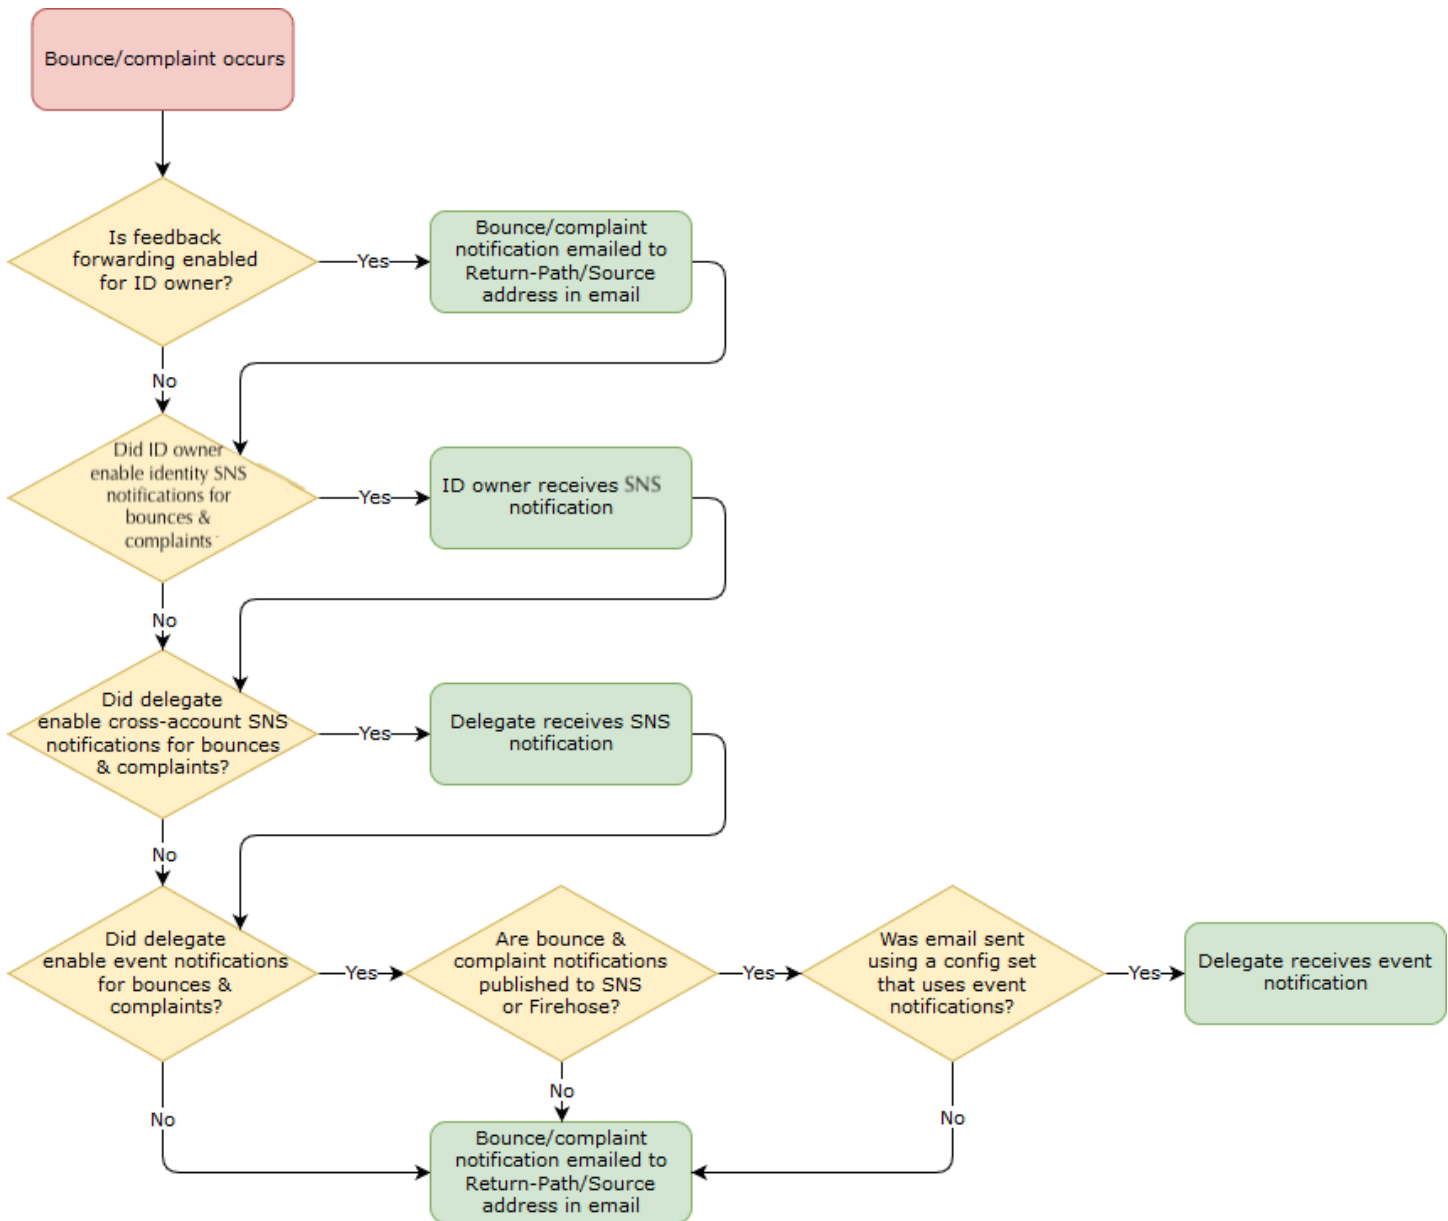 Bounce/complaint occurs
Is feedback
forwarding enabled
for ID owner?
Yes
Bounce/complaint
notification emailed to
Return-Path/Source
address in email
No
Did ID owner
enable identity SNS
notifications for
bounces &
complaints
Yes
ID owner receives SNS
notification
No
Did delegate
enable cross-account SNS
notifications for bounces
& complaints?
Yes
Delegate receives SNS
notification
No
Did delegate
enable event notifications
for bounces &
complaints?
Yes
Are bounce &
complaint notifications
published to SNS
or Firehose?
Yes
Was email sent
using a config set
that uses event
notifications?
Yes
Delegate receives event
notification
No
No
No
Bounce/complaint
notification emailed to
Return-Path/Source
address in email